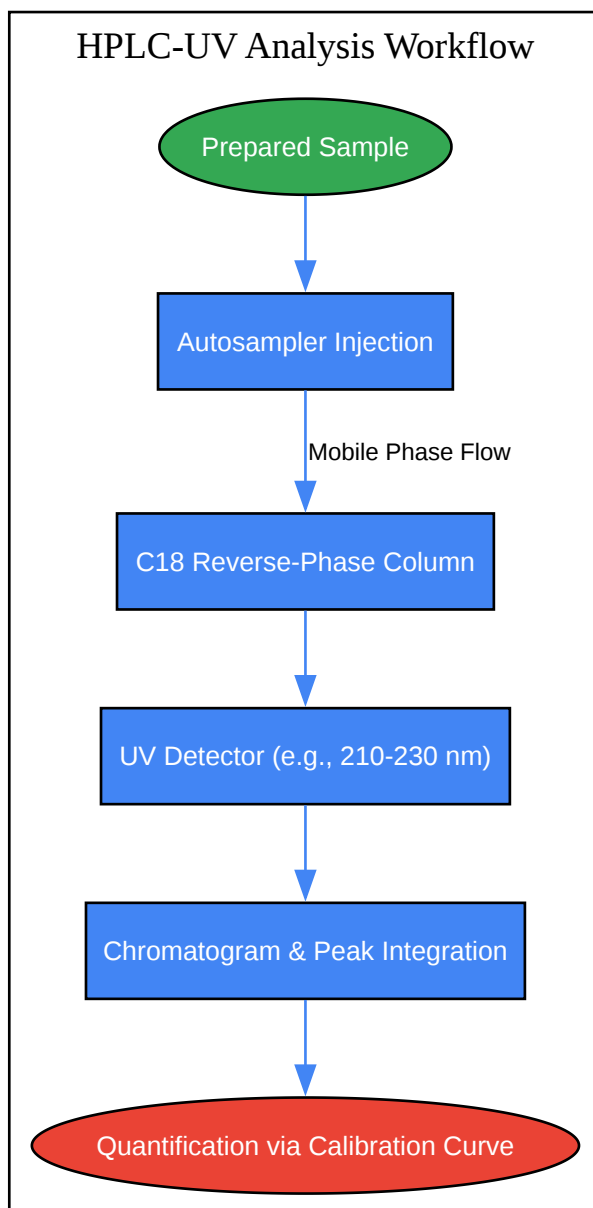 HPLC-UV Analysis Workflow
Prepared Sample
Autosampler Injection
Mobile Phase Flow
C18 Reverse-Phase Column
UV Detector (e.g., 210-230 nm)
Chromatogram & Peak Integration
Quantification via Calibration Curve